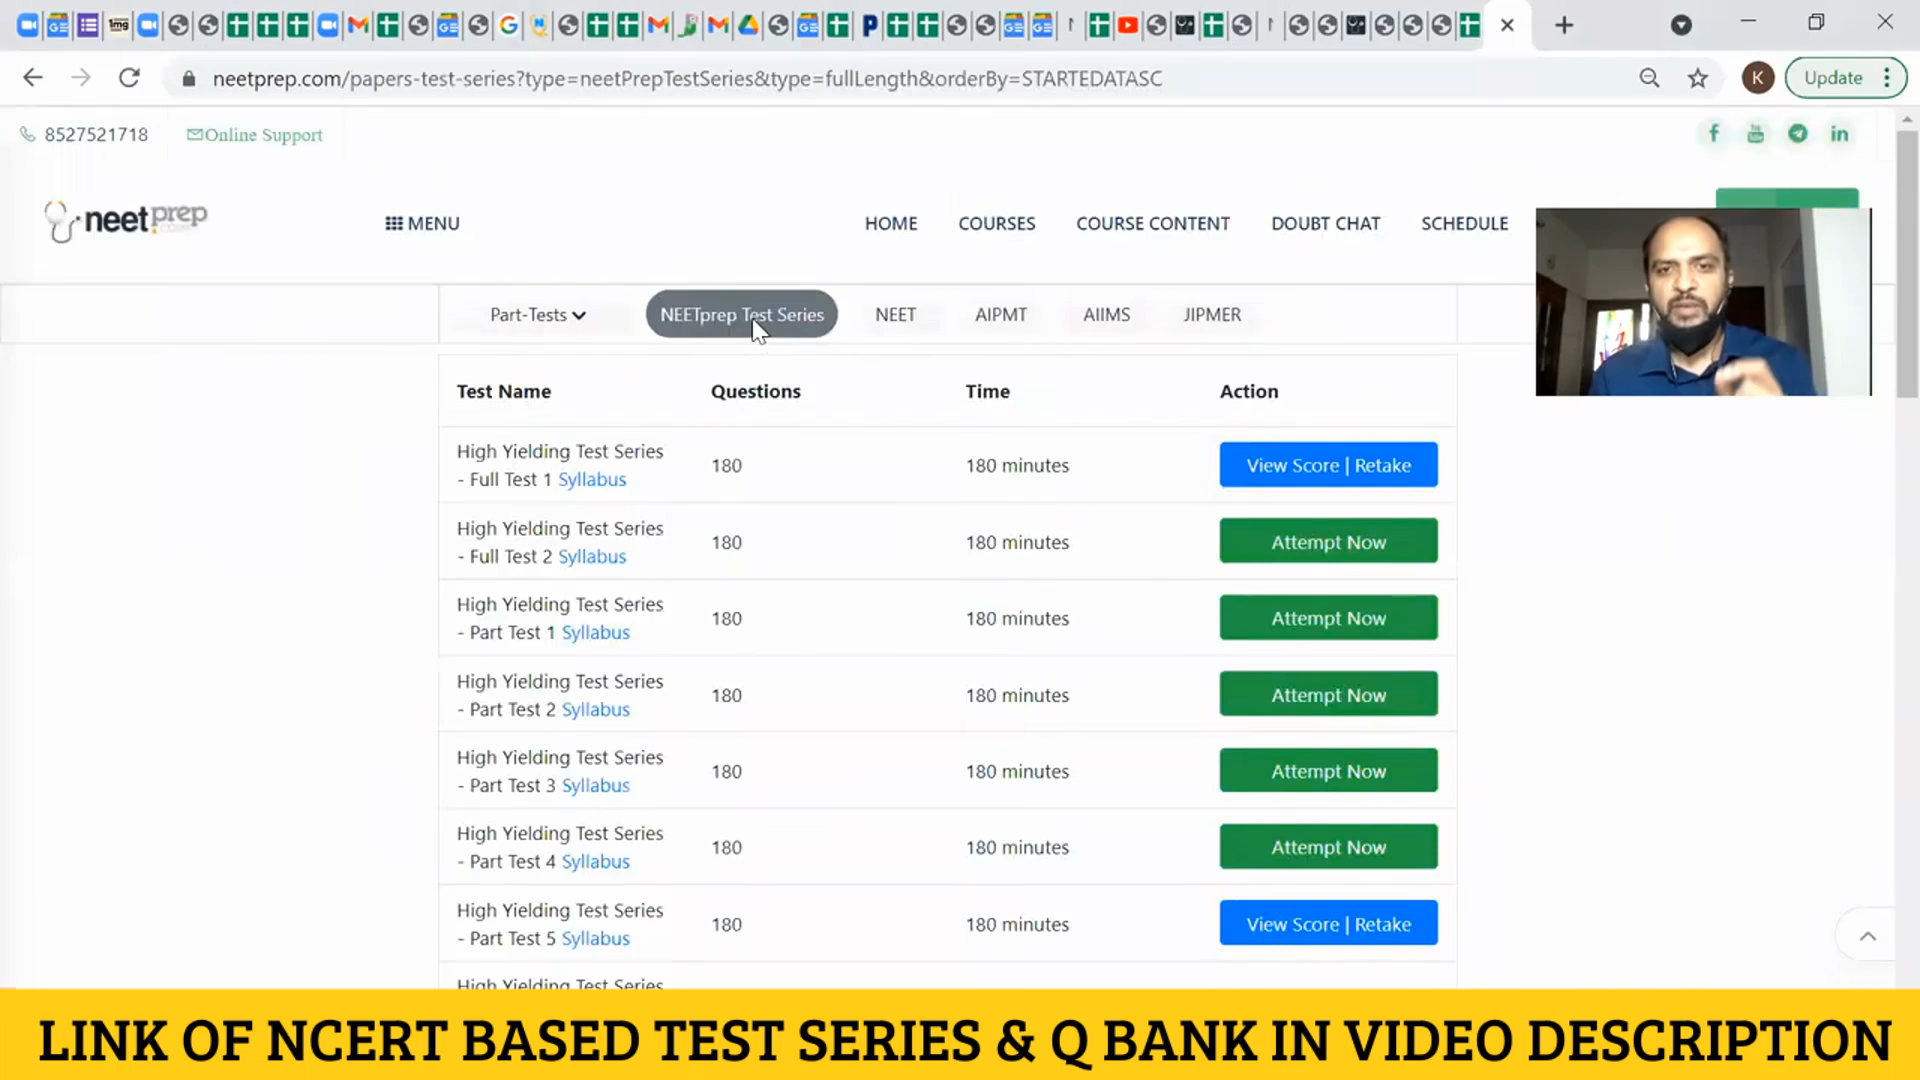 neetprep.com/papers-test-series?type=neetPrepTestSeries&type=fullLength&orderBy=STARTEDATASC
K
Update
8527521718
Online Support
neetprep
MENU
HOME
COURSES
COURSE CONTENT
DOUBT CHAT
SCHEDULE
Part-Tests
NEETprep Test Series
NEET
AIPMT
AIIMS
JIPMER
Test Name
Questions
Time
Action
High Yielding Test Series
- Full Test 1 Syllabus
180
180 minutes
View Score | Retake
High Yielding Test Series
- Full Test 2 Syllabus
180
180 minutes
Attempt Now
High Yielding Test Series
- Part Test 1 Syllabus
180
180 minutes
Attempt Now
High Yielding Test Series
- Part Test 2 Syllabus
180
180 minutes
Attempt Now
High Yielding Test Series
- Part Test 3 Syllabus
180
180 minutes
Attempt Now
High Yielding Test Series
- Part Test 4 Syllabus
180
180 minutes
Attempt Now
High Yielding Test Series
- Part Test 5 Syllabus
180
180 minutes
View Score | Retake
High Yielding Test Series
LINK OF NCERT BASED TEST SERIES & Q BANK IN VIDEO DESCRIPTION